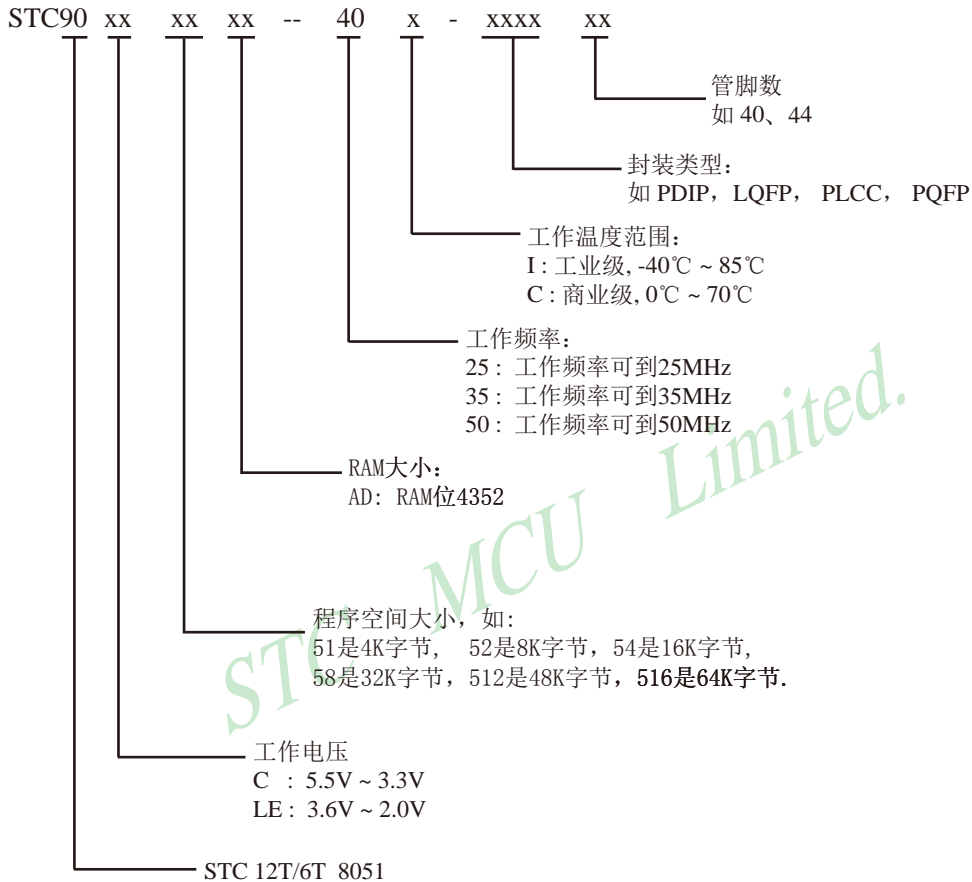 STC90 xx xx xx -- 40 x - xxxx xx
管脚数
如 40、44
封装类型：
如 PDIP，LQFP， PLCC， PQFP
工作温度范围：
I : 工业级, -40℃ ~ 85℃
C : 商业级, 0℃ ~ 70℃
工作频率：
25 : 工作频率可到25MHz
35 : 工作频率可到35MHz
50 : 工作频率可到50MHz
RAM大小：
AD: RAM位4352
程序空间大小，如:
51是4K字节, 52是8K字节，54是16K字节,
58是32K字节，512是48K字节，516是64K字节.
工作电压
C : 5.5V ~ 3.3V
LE : 3.6V ~ 2.0V
STC 12T/6T 8051
STC MCU Limited.